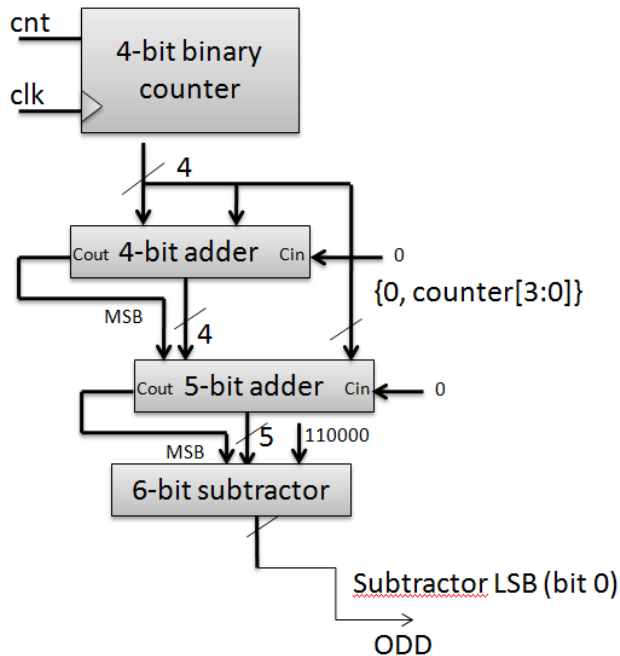 cnt
4-bit binary
counter
clk
4
Cout 4-bit adder Cin
0
{0, counter[3:0]}
MSB
4
Cout 5-bit adder Cin
0
5
110000
MSB
6-bit subtractor
Subtractor LSB (bit 0)
ODD